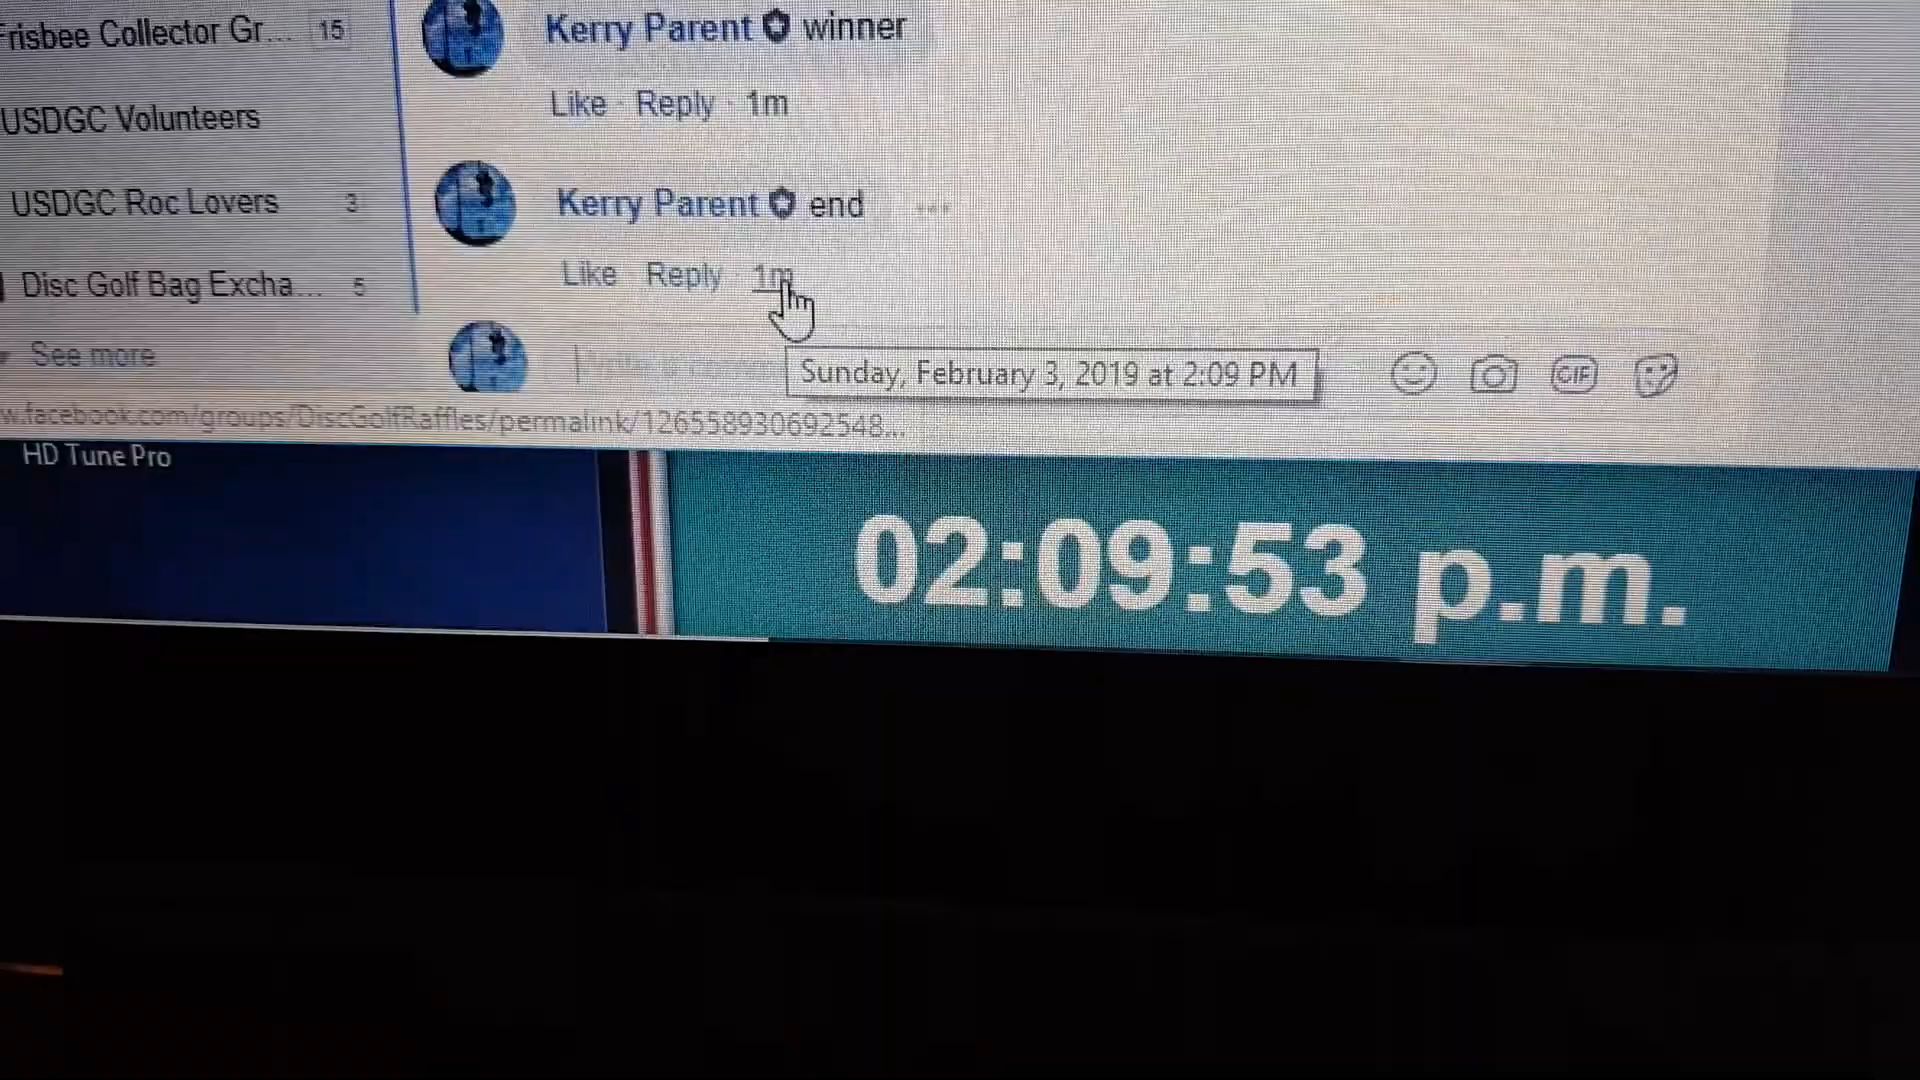 Frisbee Collector Gr... 15
USDGC Volunteers
USDGC Roc Lovers 3
Disc Golf Bag Excha... 5
See more
Kerry Parent winner
Like · Reply · 1m
Kerry Parent end ...
Like · Reply · 1m
Sunday, February 3, 2019 at 2:09 PM
GIF
w.facebook.com/groups/DiscGolfRaffles/permalink/126558930692548...
HD Tune Pro
02:09:53 p.m.